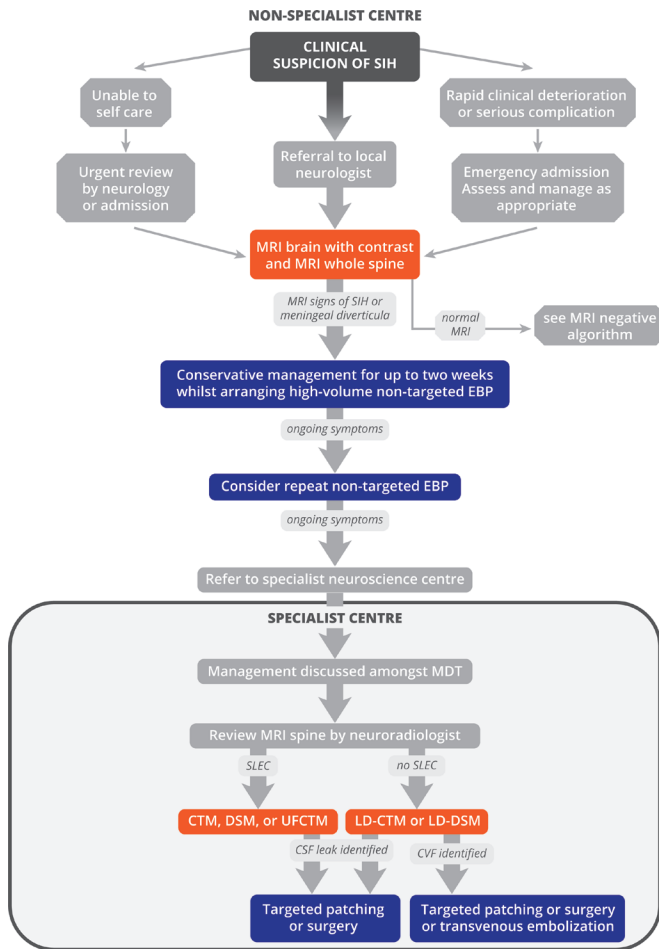 NON-SPECIALIST CENTRE
CLINICAL
SUSPICION OF SIH
Unable to
self care
Rapid clinical deterioration
or serious complication
Urgent review
by neurology
or admission
Referral to local
neurologist
Emergency admission
Assess and manage as
appropriate
MRI brain with contrast
and MRI whole spine
MRI signs of SIH or
meningeal diverticula
normal
MRI
see MRI negative
algorithm
Conservative management for up to two weeks
whilst arranging high-volume non-targeted EBP
ongoing symptoms
Consider repeat non-targeted EBP
ongoing symptoms
Refer to specialist neuroscience centre
SPECIALIST CENTRE
Management discussed amongst MDT
Review MRI spine by neuroradiologist
SLEC
no SLEC
CTM, DSM, or UFCTM
LD-CTM or LD-DSM
CSF leak identified
CVF identified
Targeted patching
or surgery
Targeted patching or surgery
or transvenous embolization